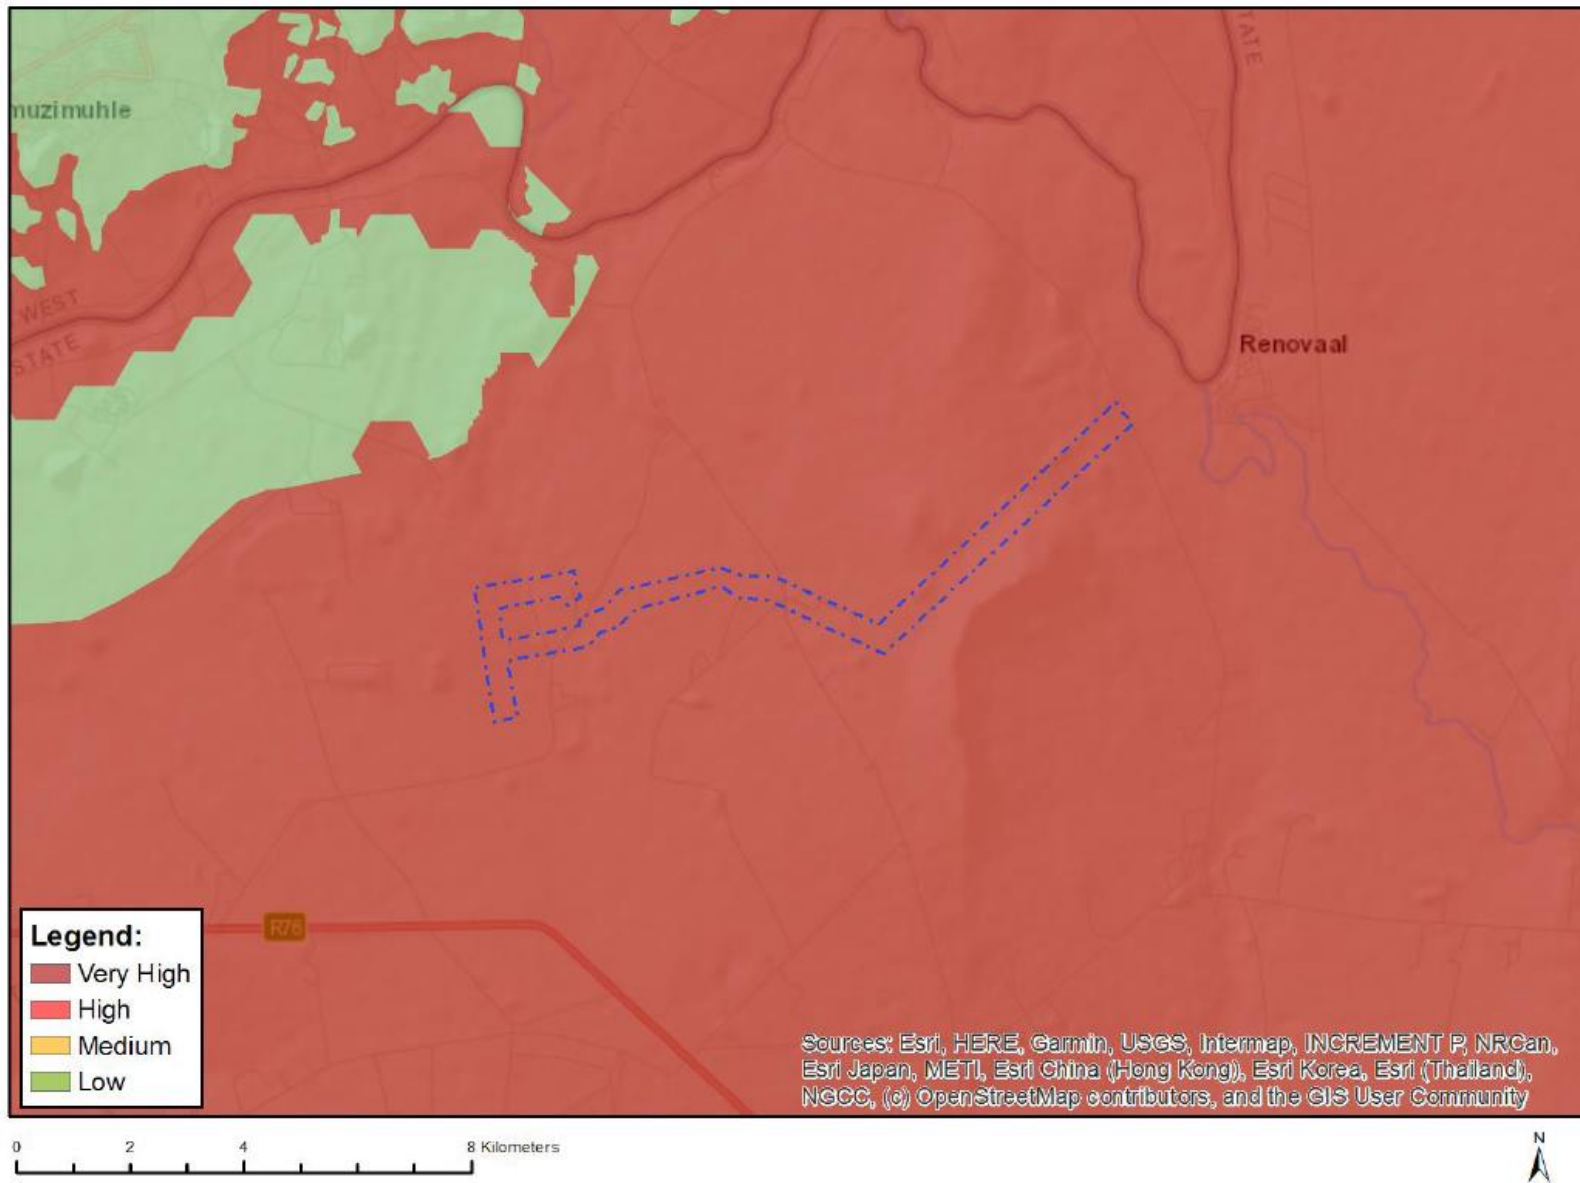 muzimuhle
WEST
STATE
TATE
Renovaal
R76
Legend:
Very High
High
Medium
Low
Sources: Esri, HERE, Garmin, USGS, Intermap, INCREMENT P, NRCan,
Esri Japan, METI, Esri China (Hong Kong), Esri Korea, Esri (Thailand),
NGCC, (c) OpenStreetMap contributors, and the GIS User Community
0 2 4 8 Kilometers
N